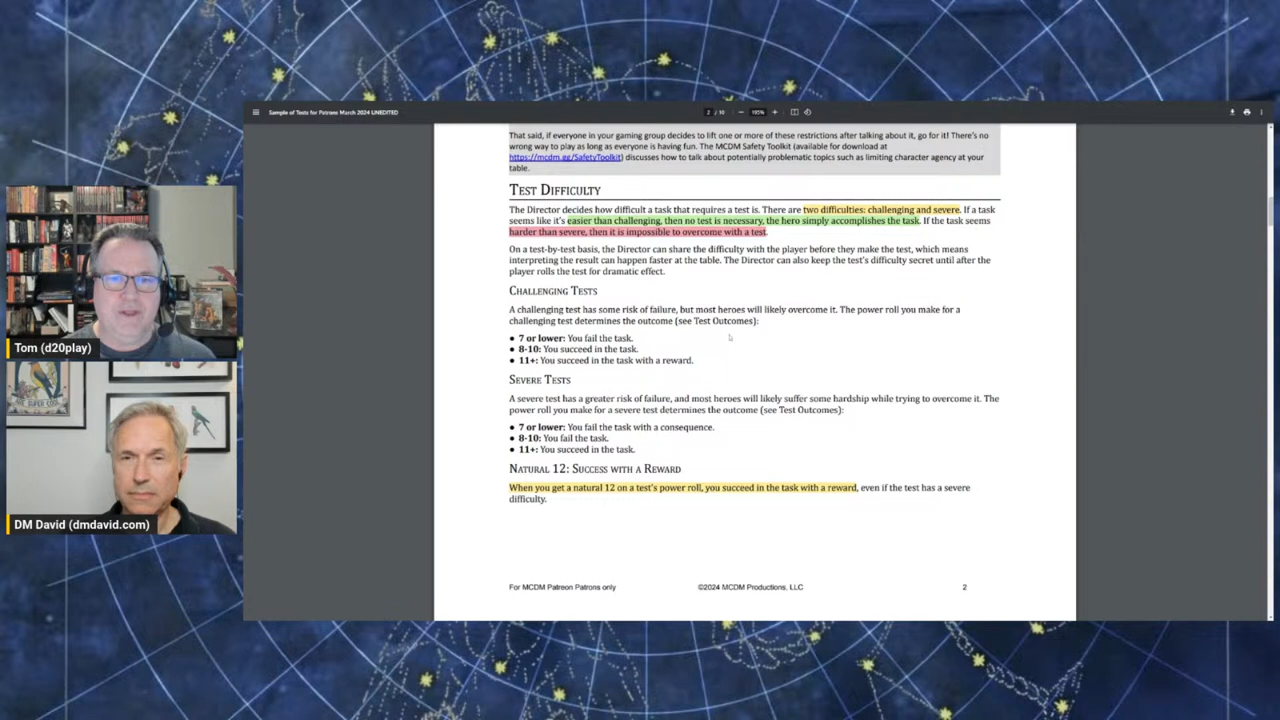 Sample of Tests for Patrons March 2024 UNEDITED
2 / 10
195%
That said, if everyone in your gaming group decides to lift one or more of these restrictions after talking about it, go for it! There's no
wrong way to play as long as everyone is having fun. The MCDM Safety Toolkit (available for download at
https://mcdm.gg/SafetyToolkit) discusses how to talk about potentially problematic topics such as limiting character agency at your
table.
TEST DIFFICULTY
The Director decides how difficult a task that requires a test is. There are two difficulties: challenging and severe. If a task
seems like it's easier than challenging, then no test is necessary, the hero simply accomplishes the task. If the task seems
harder than severe, then it is impossible to overcome with a test.
On a test-by-test basis, the Director can share the difficulty with the player before they make the test, which means
interpreting the result can happen faster at the table. The Director can also keep the test's difficulty secret until after the
player rolls the test for dramatic effect.
CHALLENGING TESTS
A challenging test has some risk of failure, but most heroes will likely overcome it. The power roll you make for a
challenging test determines the outcome (see Test Outcomes):
● 7 or lower: You fail the task.
● 8-10: You succeed in the task.
● 11+: You succeed in the task with a reward.
SEVERE TESTS
A severe test has a greater risk of failure, and most heroes will likely suffer some hardship while trying to overcome it. The
power roll you make for a severe test determines the outcome (see Test Outcomes):
● 7 or lower: You fail the task with a consequence.
● 8-10: You fail the task.
● 11+: You succeed in the task.
NATURAL 12: SUCCESS WITH A REWARD
When you get a natural 12 on a test's power roll, you succeed in the task with a reward, even if the test has a severe
difficulty.
For MCDM Patreon Patrons only
©2024 MCDM Productions, LLC
2
Tom (d20play)
SUPER COOL
DM David (dmdavid.com)